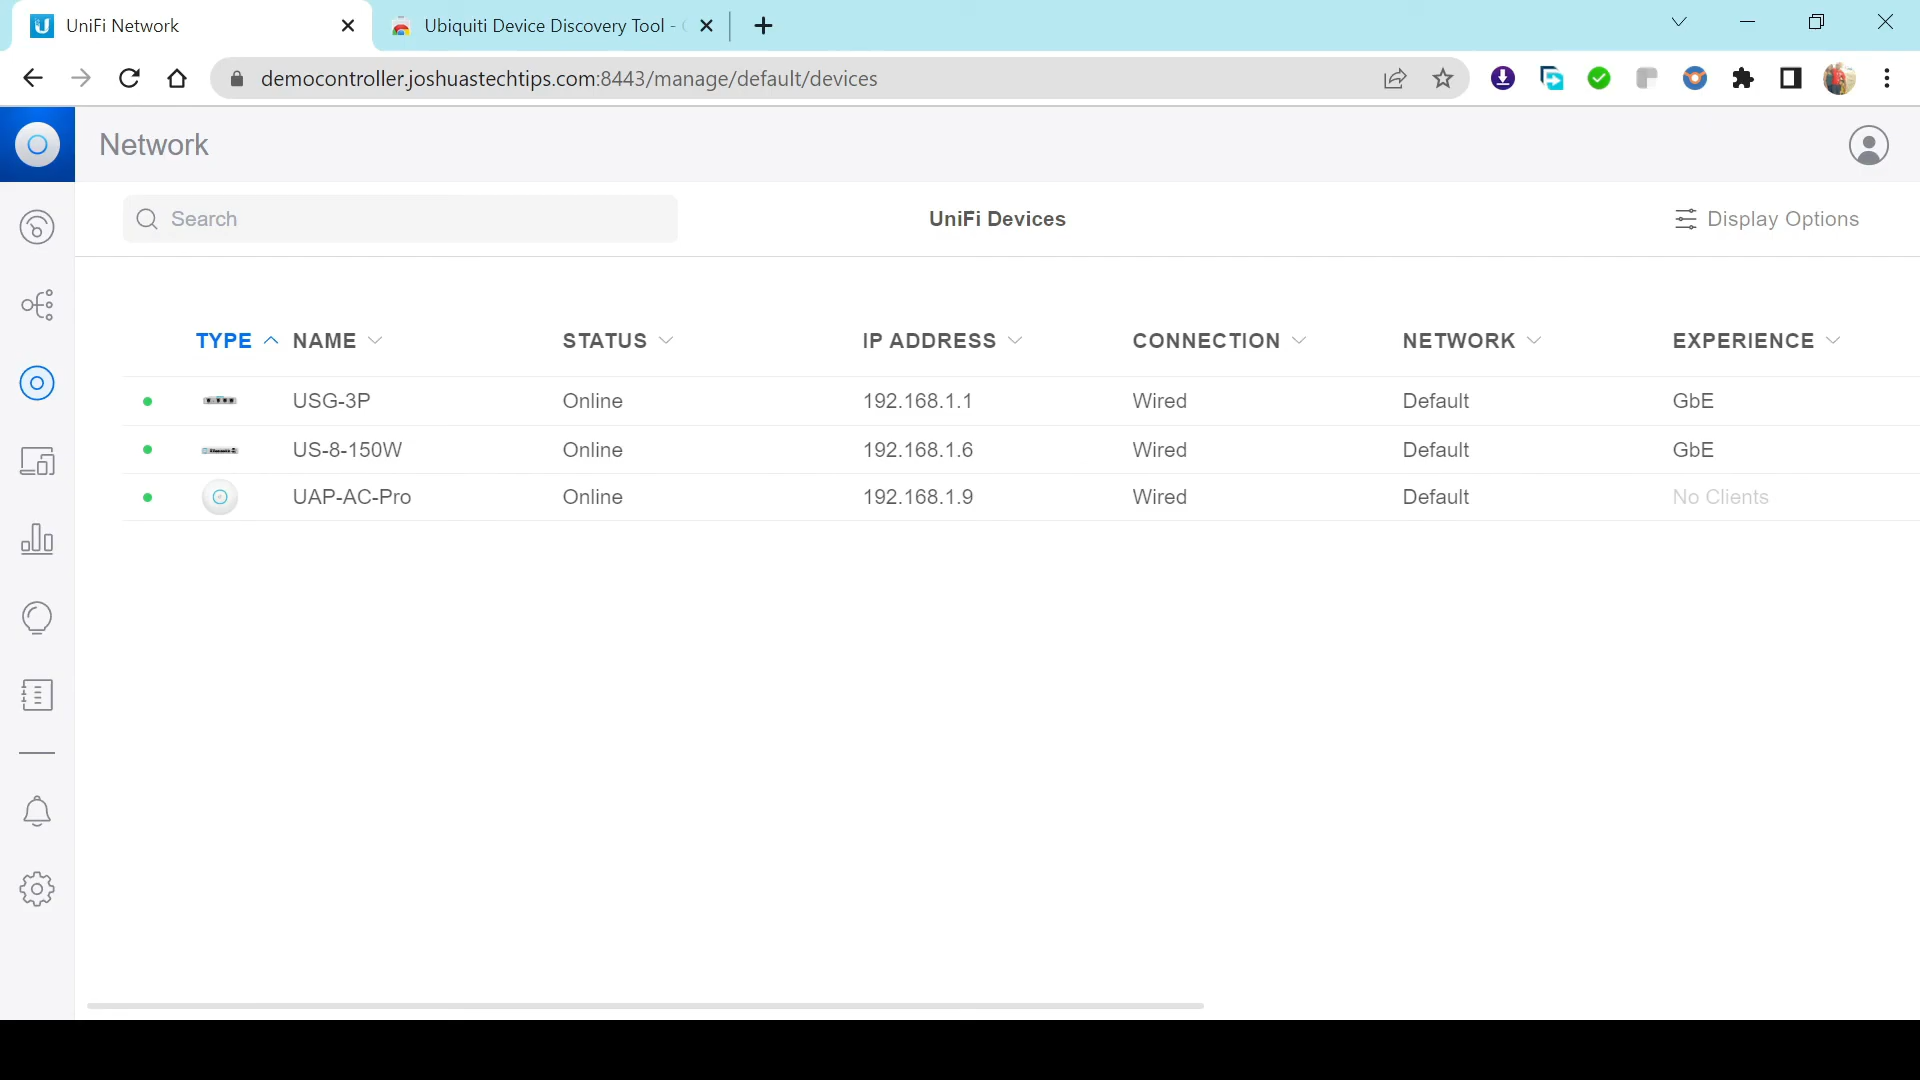 UniFi Network
Ubiquiti Device Discovery Tool -
democontroller.joshuastechtips.com:8443/manage/default/devices
Network
Search
UniFi Devices
Display Options
TYPE NAME STATUS IP ADDRESS CONNECTION NETWORK EXPERIENCE
USG-3P Online 192.168.1.1 Wired Default GbE
US-8-150W Online 192.168.1.6 Wired Default GbE
UAP-AC-Pro Online 192.168.1.9 Wired Default No Clients